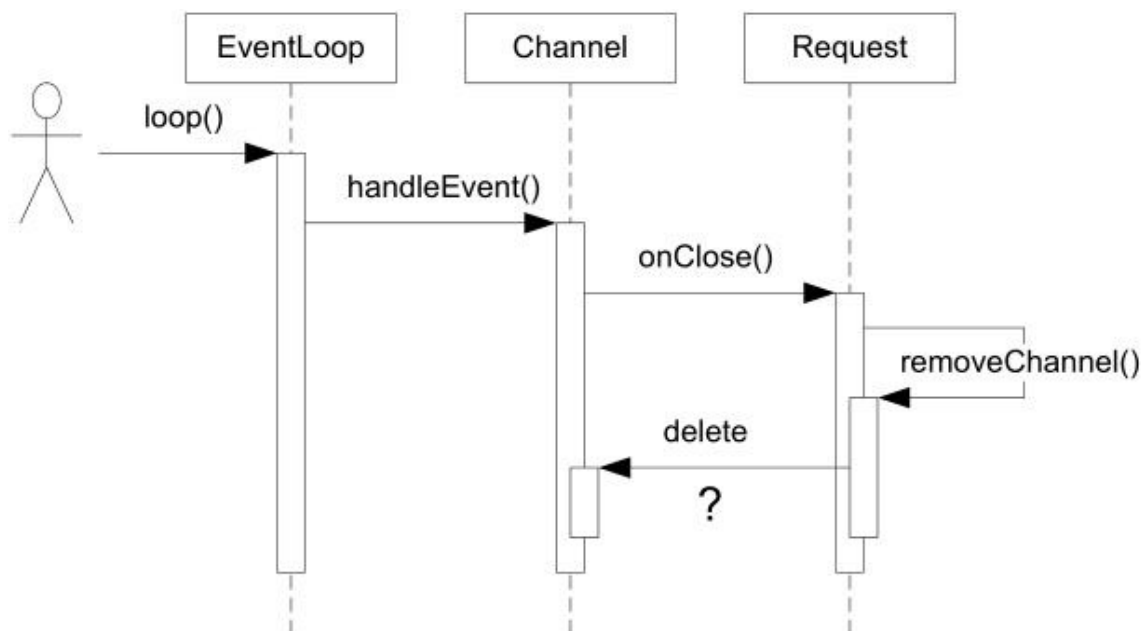 EventLoop
Channel
Request
loop()
handleEvent()
onClose()
removeChannel()
delete
?